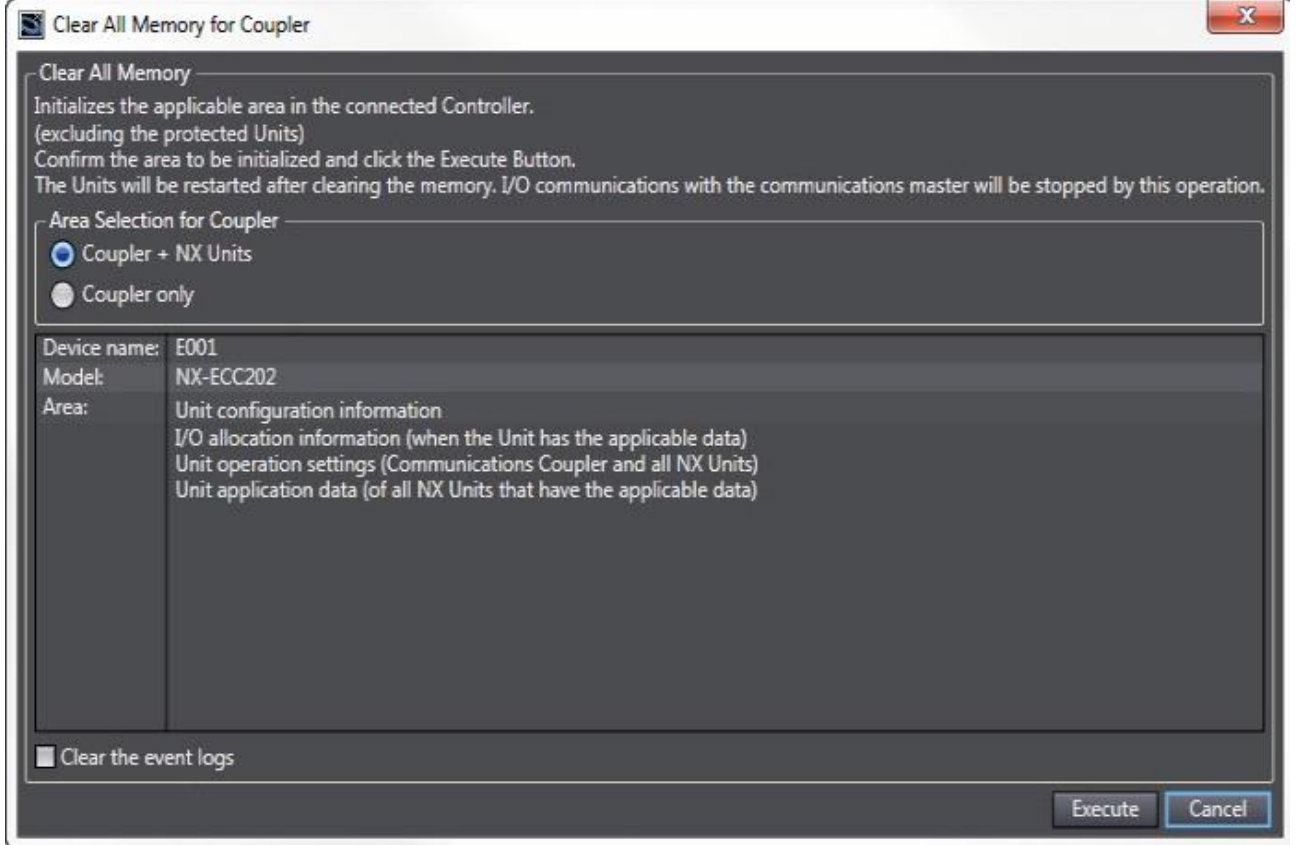 Clear All Memory for Coupler
X
Clear All Memory
Initializes the applicable area in the connected Controller.
(excluding the protected Units)
Confirm the area to be initialized and click the Execute Button.
The Units will be restarted after clearing the memory. I/O communications with the communications master will be stopped by this operation.
Area Selection for Coupler
Coupler + NX Units
Coupler only
Device name: E001
Model: NX-ECC202
Area: Unit configuration information
I/O allocation information (when the Unit has the applicable data)
Unit operation settings (Communications Coupler and all NX Units)
Unit application data (of all NX Units that have the applicable data)
Clear the event logs
Execute Cancel